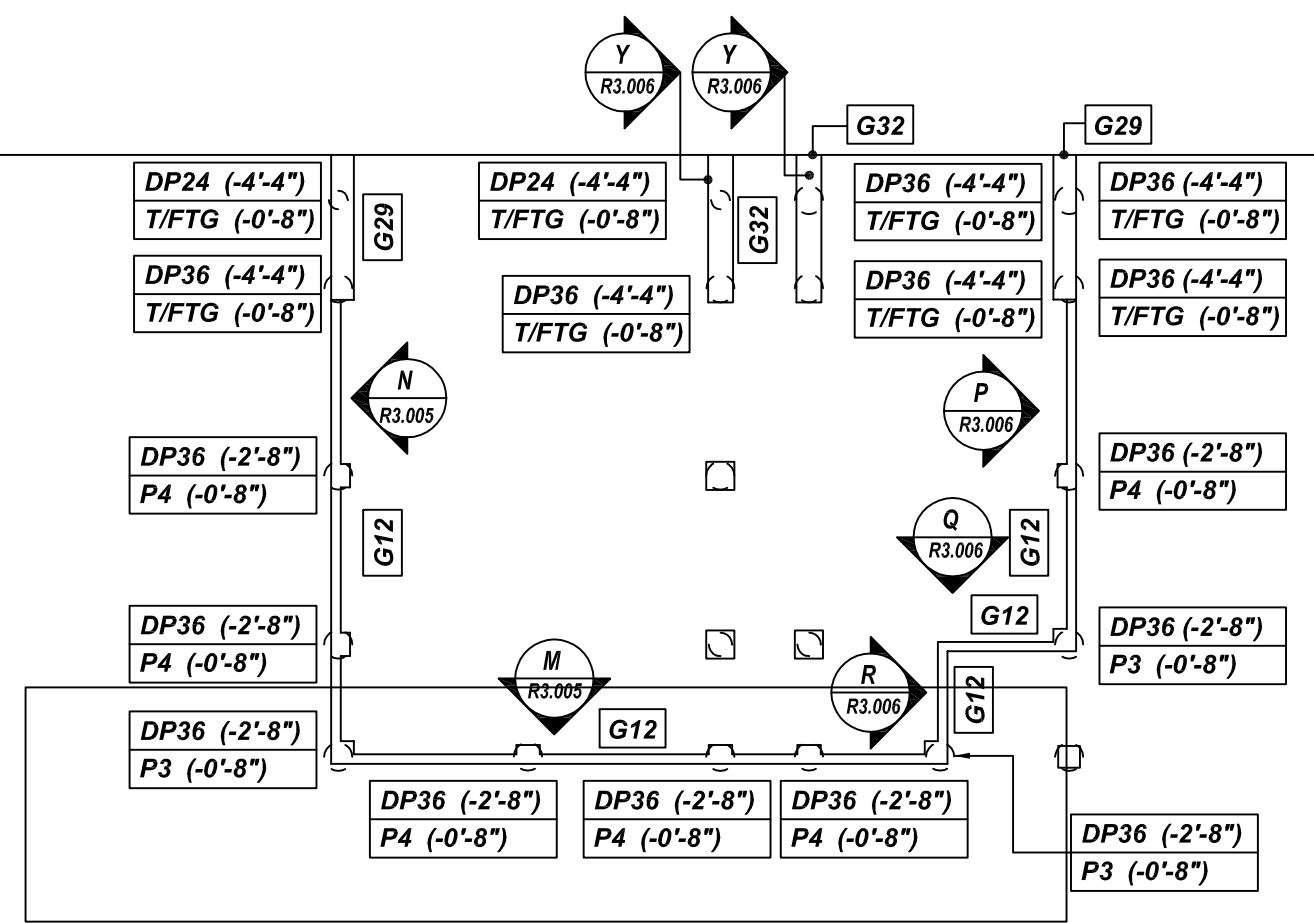 Y
R3.006
Y
R3.006
G32
G29
DP24 (-4'-4")
T/FTG (-0'-8")
G29
DP24 (-4'-4")
T/FTG (-0'-8")
G32
DP36 (-4'-4")
T/FTG (-0'-8")
DP36 (-4'-4")
T/FTG (-0'-8")
DP36 (-4'-4")
T/FTG (-0'-8")
DP36 (-4'-4")
T/FTG (-0'-8")
DP36 (-4'-4")
T/FTG (-0'-8")
DP36 (-4'-4")
T/FTG (-0'-8")
N
R3.005
P
R3.006
DP36 (-2'-8")
P4 (-0'-8")
DP36 (-2'-8")
P4 (-0'-8")
G12
Q
R3.006
G12
DP36 (-2'-8")
P4 (-0'-8")
G12
DP36 (-2'-8")
P3 (-0'-8")
M
R3.005
R
R3.006
G12
DP36 (-2'-8")
P3 (-0'-8")
G12
DP36 (-2'-8")
P4 (-0'-8")
DP36 (-2'-8")
P4 (-0'-8")
DP36 (-2'-8")
P4 (-0'-8")
DP36 (-2'-8")
P3 (-0'-8")